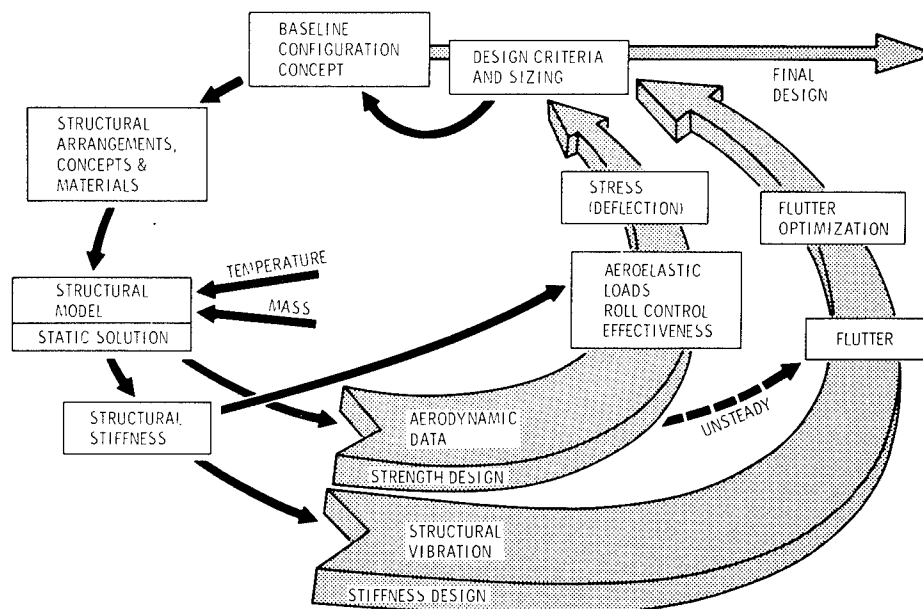 BASELINE
CONFIGURATION
CONCEPT
DESIGN CRITERIA
AND SIZING
FINAL
DESIGN
STRUCTURAL
ARRANGEMENTS,
CONCEPTS &
MATERIALS
STRESS
(DEFLECTION)
FLUTTER
OPTIMIZATION
TEMPERATURE
MASS
STRUCTURAL
MODEL
STATIC SOLUTION
AEROELASTIC
LOADS
ROLL CONTROL
EFFECTIVENESS
FLUTTER
STRUCTURAL
STIFFNESS
AERODYNAMIC
DATA
UNSTEADY
STRENGTH DESIGN
STRUCTURAL
VIBRATION
STIFFNESS DESIGN